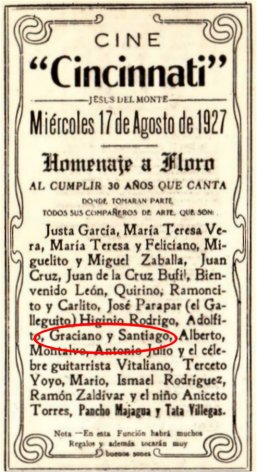 CINE
"Cincinnati"
JESUS DEL MONTE
Miércoles 17 de Agosto de 1927
Homenaje a Floro
AL CUMPLIR 30 AÑOS QUE CANTA
DONDE TOMARAN PARTE
TODOS SUS COMPAÑEROS DE ARTE, QUE SON
Justa García, María Teresa Ve-
ra, María Teresa y Feliciano, Mi-
guelito y Miguel Zaballa, Juan
Cruz, Juan de la Cruz Bufil, Bien-
venido León, Quirino, Ramonci-
to y Carlito, José Parapar (el Ga-
lleguito) Higinio Rodrigo, Adolfi-
to, Graciano y Santiago, Alberto,
Montalvo, Antonio Julio y el céle-
bre guitarrista Vitaliano, Terceto
Yoyo, Mario, Ismael Rodríguez,
Ramón Zaldivar y el niño Aniceto
Torres, Pancho Majagua y Tata Villegas.
Nota—En esta Función habrá muchos
Regalos y además tocarán muy
buenos sones